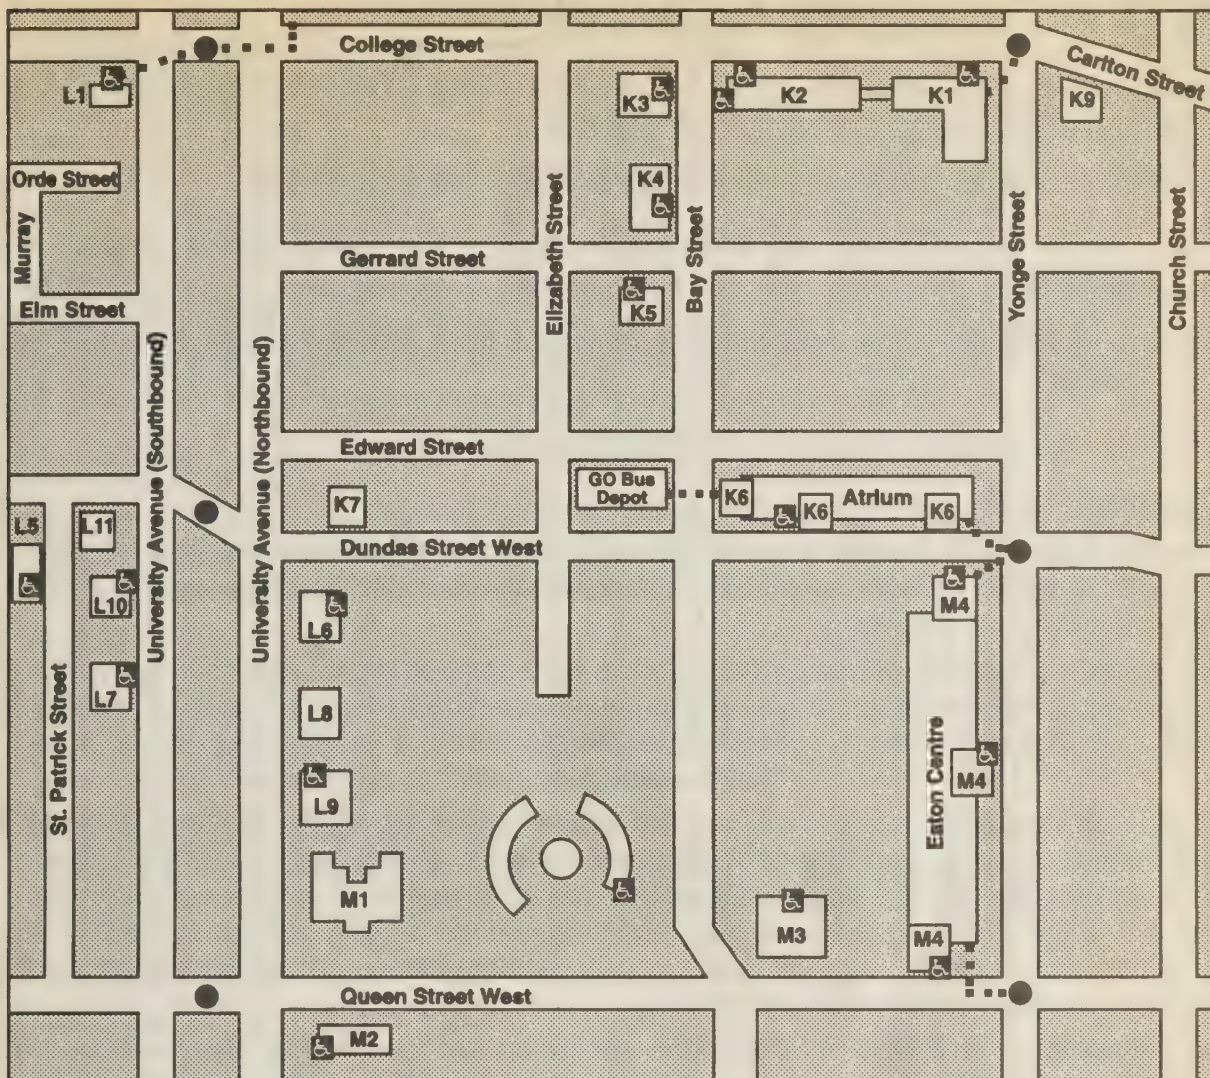 College Street
Carlton Street
L1
K3
K2
K1
K9
Orde Street
K4
Murray
Elizabeth Street
Bay Street
Yonge Street
Church Street
Gerrard Street
Elm Street
K5
University Avenue (Southbound)
University Avenue (Northbound)
Edward Street
GO Bus
Depot
K6
K6
Atrium
K6
K7
L5
L11
Dundas Street West
L10
M4
L6
L7
St. Patrick Street
L8
Eaton Centre
M4
L9
M1
M3
M4
Queen Street West
M2